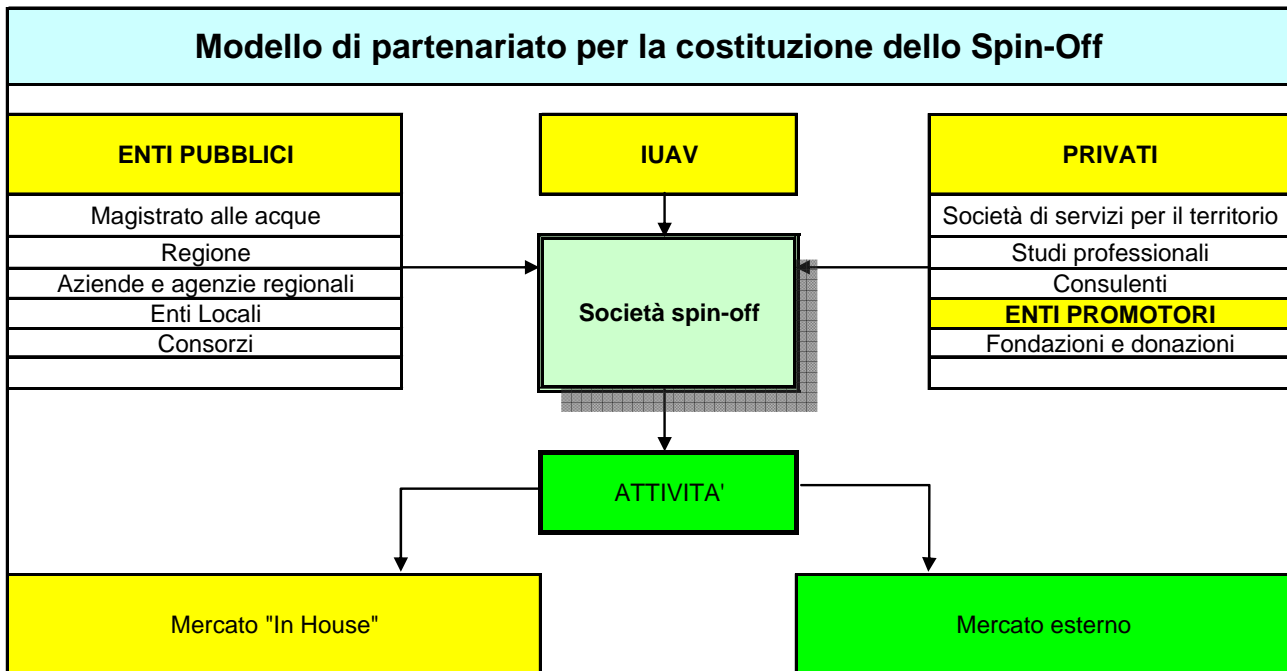 Modello di partenariato per la costituzione dello Spin-Off
ENTI PUBBLICI
Magistrato alle acque
Regione
Aziende e agenzie regionali
Enti Locali
Consorzi
IUAV
Società spin-off
PRIVATI
Società di servizi per il territorio
Studi professionali
Consulenti
ENTI PROMOTORI
Fondazioni e donazioni
ATTIVITA'
Mercato "In House"
Mercato esterno